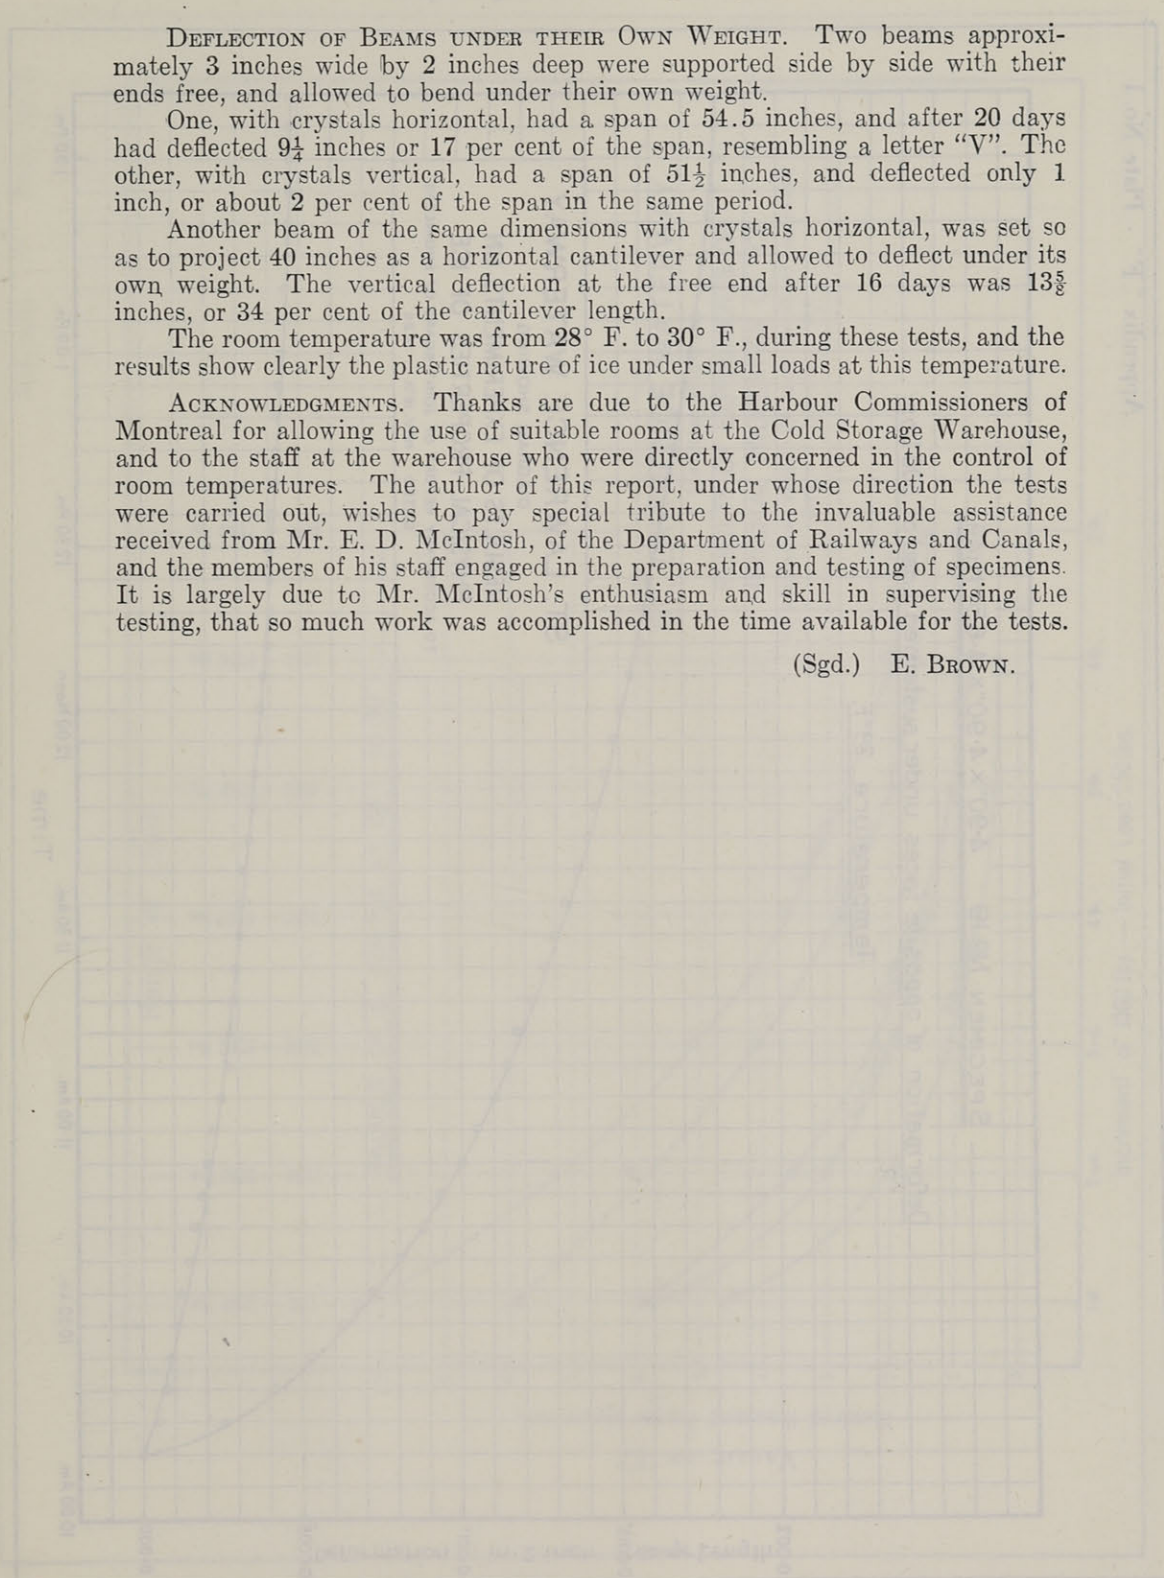 DEFLECTION OF BEAMS UNDER THEIR OWN WEIGHT. Two beams approxi-
mately 3 inches wide by 2 inches deep were supported side by side with their
ends free, and allowed to bend under their own weight.
One, with crystals horizontal, had a span of 54.5 inches, and after 20 days
had deflected 9¼ inches or 17 per cent of the span, resembling a letter “V”. The
other, with crystals vertical, had a span of 51½ inches, and deflected only 1
inch, or about 2 per cent of the span in the same period.
Another beam of the same dimensions with crystals horizontal, was set so
as to project 40 inches as a horizontal cantilever and allowed to deflect under its
own weight. The vertical deflection at the free end after 16 days was 13⅝
inches, or 34 per cent of the cantilever length.
The room temperature was from 28° F. to 30° F., during these tests, and the
results show clearly the plastic nature of ice under small loads at this temperature.
ACKNOWLEDGMENTS. Thanks are due to the Harbour Commissioners of
Montreal for allowing the use of suitable rooms at the Cold Storage Warehouse,
and to the staff at the warehouse who were directly concerned in the control of
room temperatures. The author of this report, under whose direction the tests
were carried out, wishes to pay special tribute to the invaluable assistance
received from Mr. E. D. McIntosh, of the Department of Railways and Canals,
and the members of his staff engaged in the preparation and testing of specimens.
It is largely due to Mr. McIntosh’s enthusiasm and skill in supervising the
testing, that so much work was accomplished in the time available for the tests.
(Sgd.) E. BROWN.